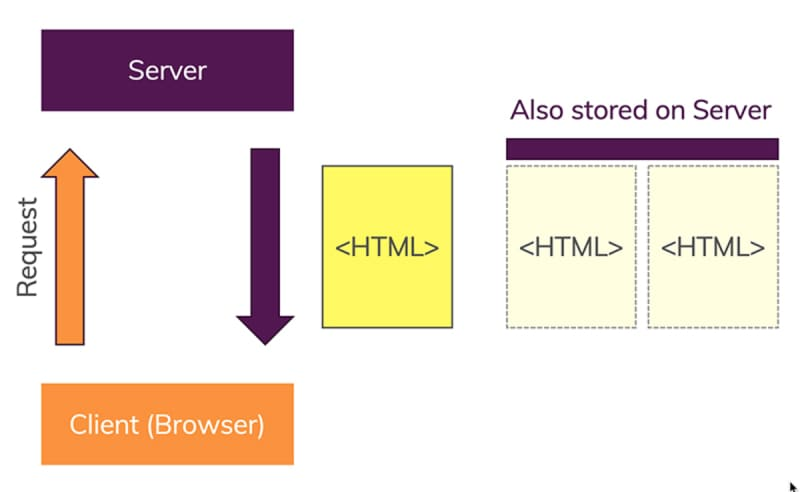 Server
Also stored on Server
Request
<HTML>
<HTML>
<HTML>
Client (Browser)